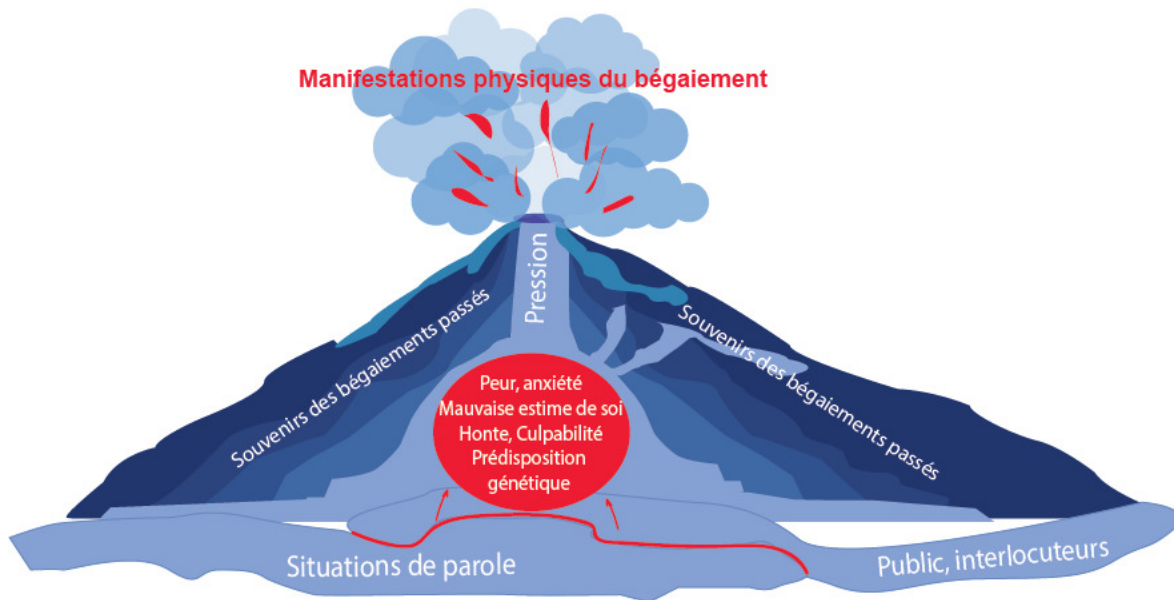 Manifestations physiques du bégaiement
Pression
Souvenirs des bégaiements passés
Souvenirs des bégaiements passés
Peur, anxiété
Mauvaise estime de soi
Honte, Culpabilité
Prédisposition
génétique
Situations de parole
Public, interlocuteurs